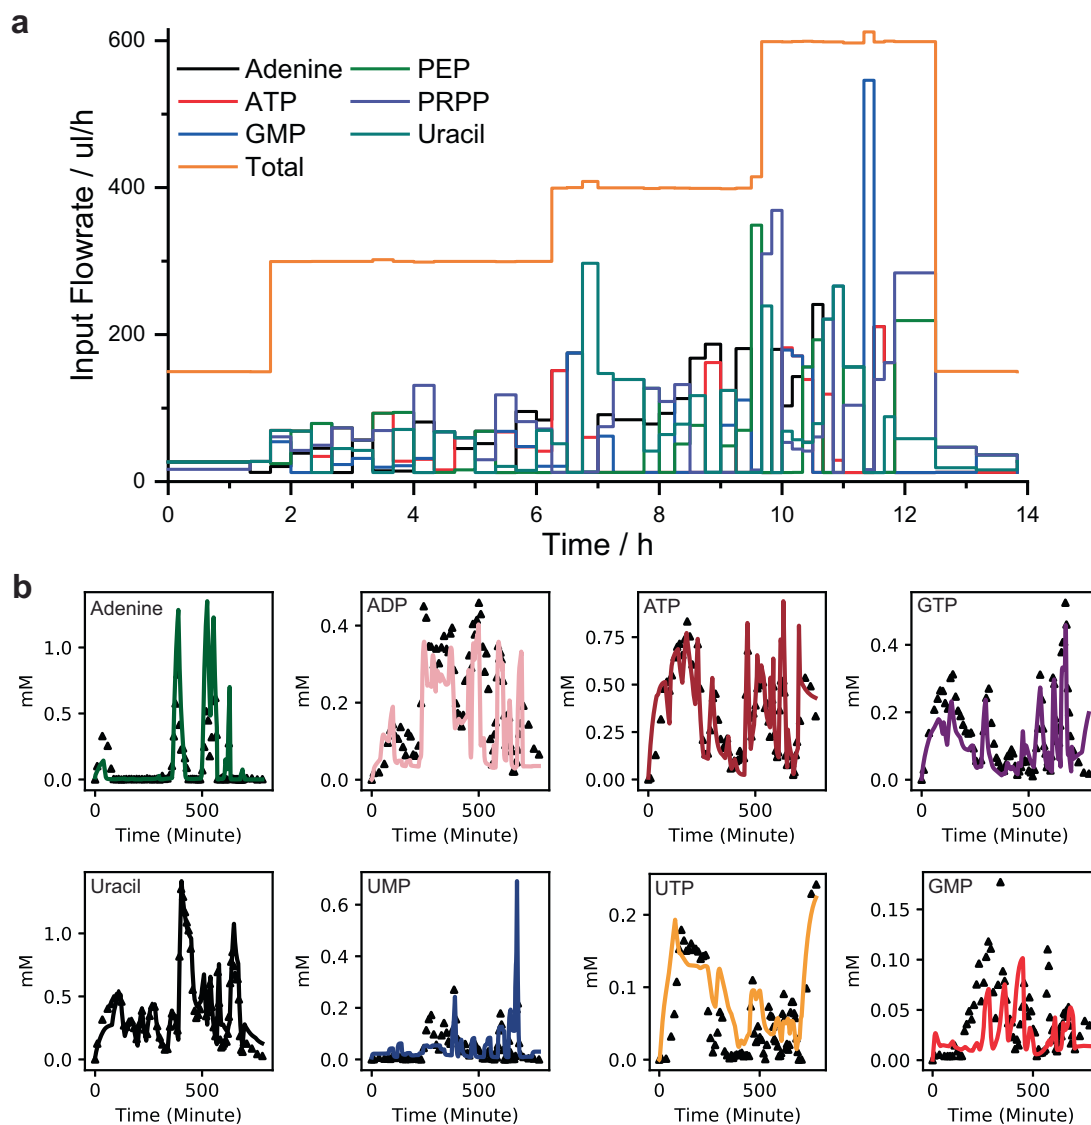 a
Input Flowrate / ul/h
600
400
200
0
Adenine
PEP
ATP
PRPP
GMP
Uracil
Total
0 2 4 6 8 10 12 14
Time / h
b
Adenine
mM
1.0
0.5
0.0
0 500
Time (Minute)
ADP
mM
0.4
0.2
0.0
0 500
Time (Minute)
ATP
mM
0.75
0.50
0.25
0.00
0 500
Time (Minute)
GTP
mM
0.4
0.2
0.0
0 500
Time (Minute)
Uracil
mM
1.0
0.5
0.0
0 500
Time (Minute)
UMP
mM
0.6
0.4
0.2
0.0
0 500
Time (Minute)
UTP
mM
0.2
0.1
0.0
0 500
Time (Minute)
GMP
mM
0.15
0.10
0.05
0.00
0 500
Time (Minute)